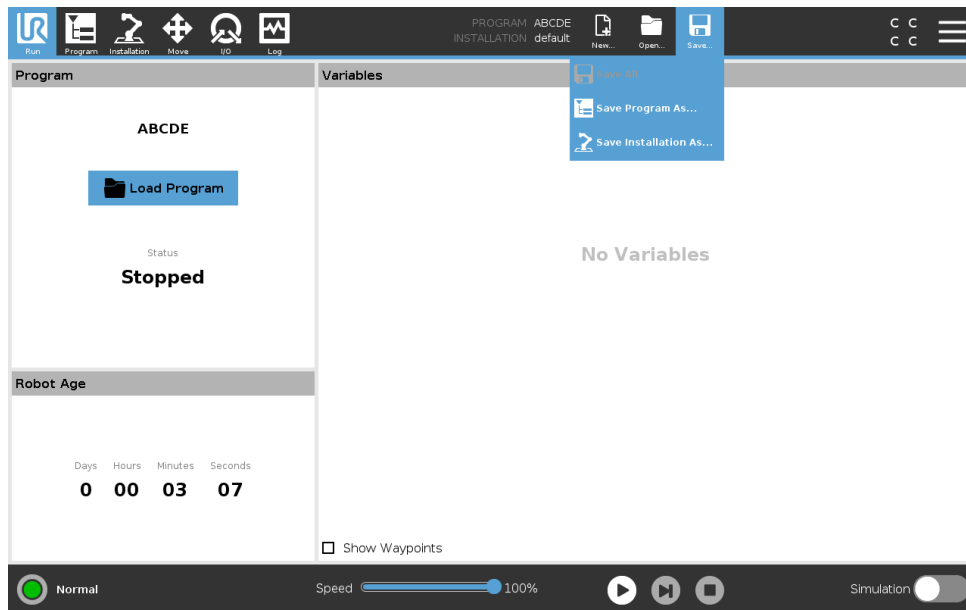 PROGRAM ABCDE
INSTALLATION default
Run Program Installation Move I/O Log New... Open... Save...
C C
C C
Program
Variables
Save All
Save Program As...
Save Installation As...
ABCDE
Load Program
Status
Stopped
No Variables
Robot Age
Days Hours Minutes Seconds
0 00 03 07
Show Waypoints
Normal
Speed 100%
Simulation